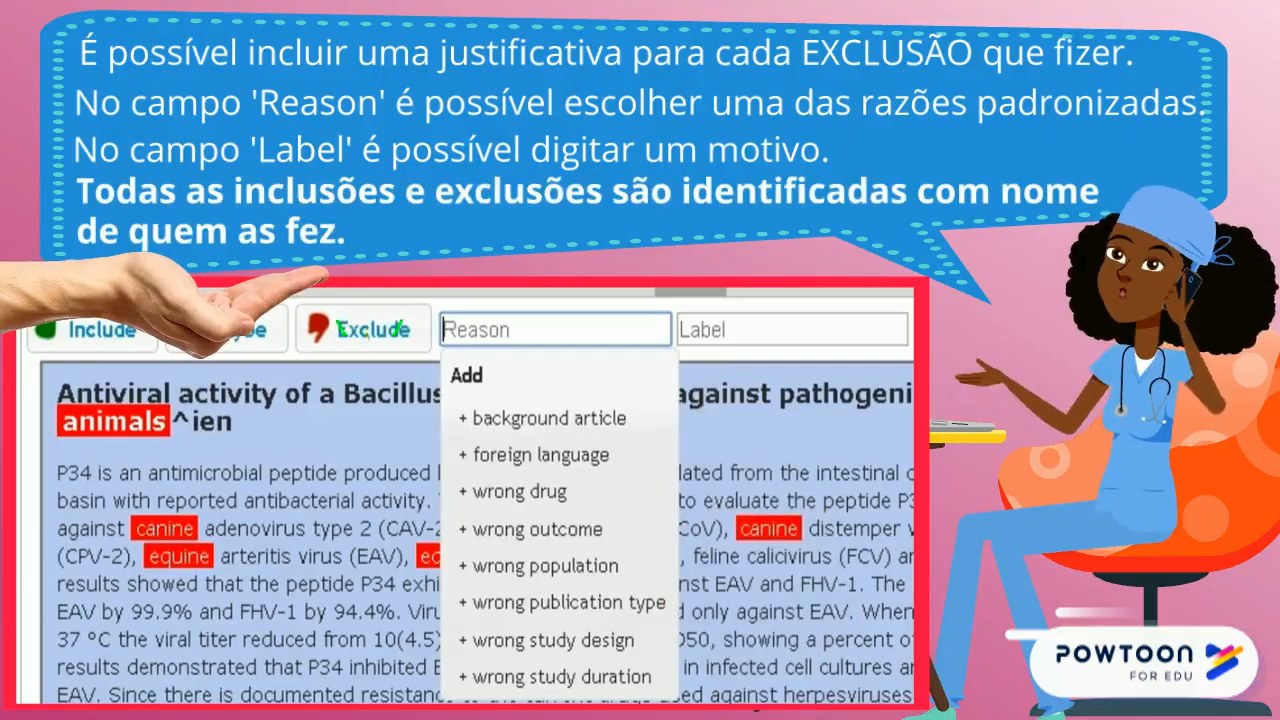 É possível incluir uma justificativa para cada EXCLUSÃO que fizer.
No campo 'Reason' é possível escolher uma das razões padronizadas.
No campo 'Label' é possível digitar um motivo.
Todas as inclusões e exclusões são identificadas com nome
de quem as fez.
Include
Exclude
Reason
Label
Add
+ background article
+ foreign language
+ wrong drug
+ wrong outcome
+ wrong population
+ wrong publication type
+ wrong study design
+ wrong study duration
Antiviral activity of a Bacillus against
animals ^ien
P34 is an antimicrobial peptide produced from the intestinal
basin with reported antibacterial activity. to evaluate the peptide
against canine adenovirus type 2 canine distemper
(CPV-2), equine arteritis virus (EAV), feline calicivirus (FCV)
results showed that the peptide P34 EAV and FHV-1. The
EAV by 99.9% and FHV-1 by 94.4%. only against EAV. When
37 °C the viral titer reduced from 10(4.5) showing a percent
results demonstrated that P34 inhibited in infected cell cultures
EAV. Since there is documented against herpesviruses
POWTOON
FOR EDU